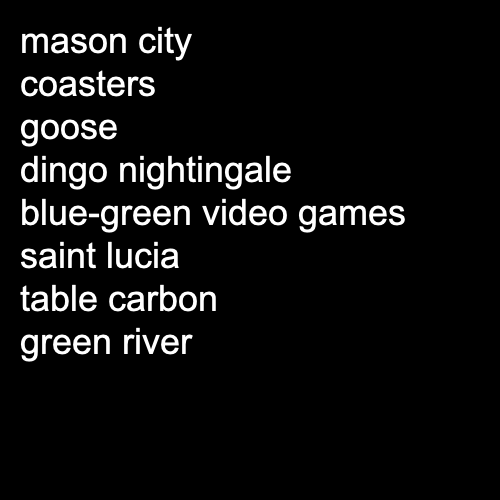 mason city
coasters
goose
dingo nightingale
blue-green video games
saint lucia
table carbon
green river